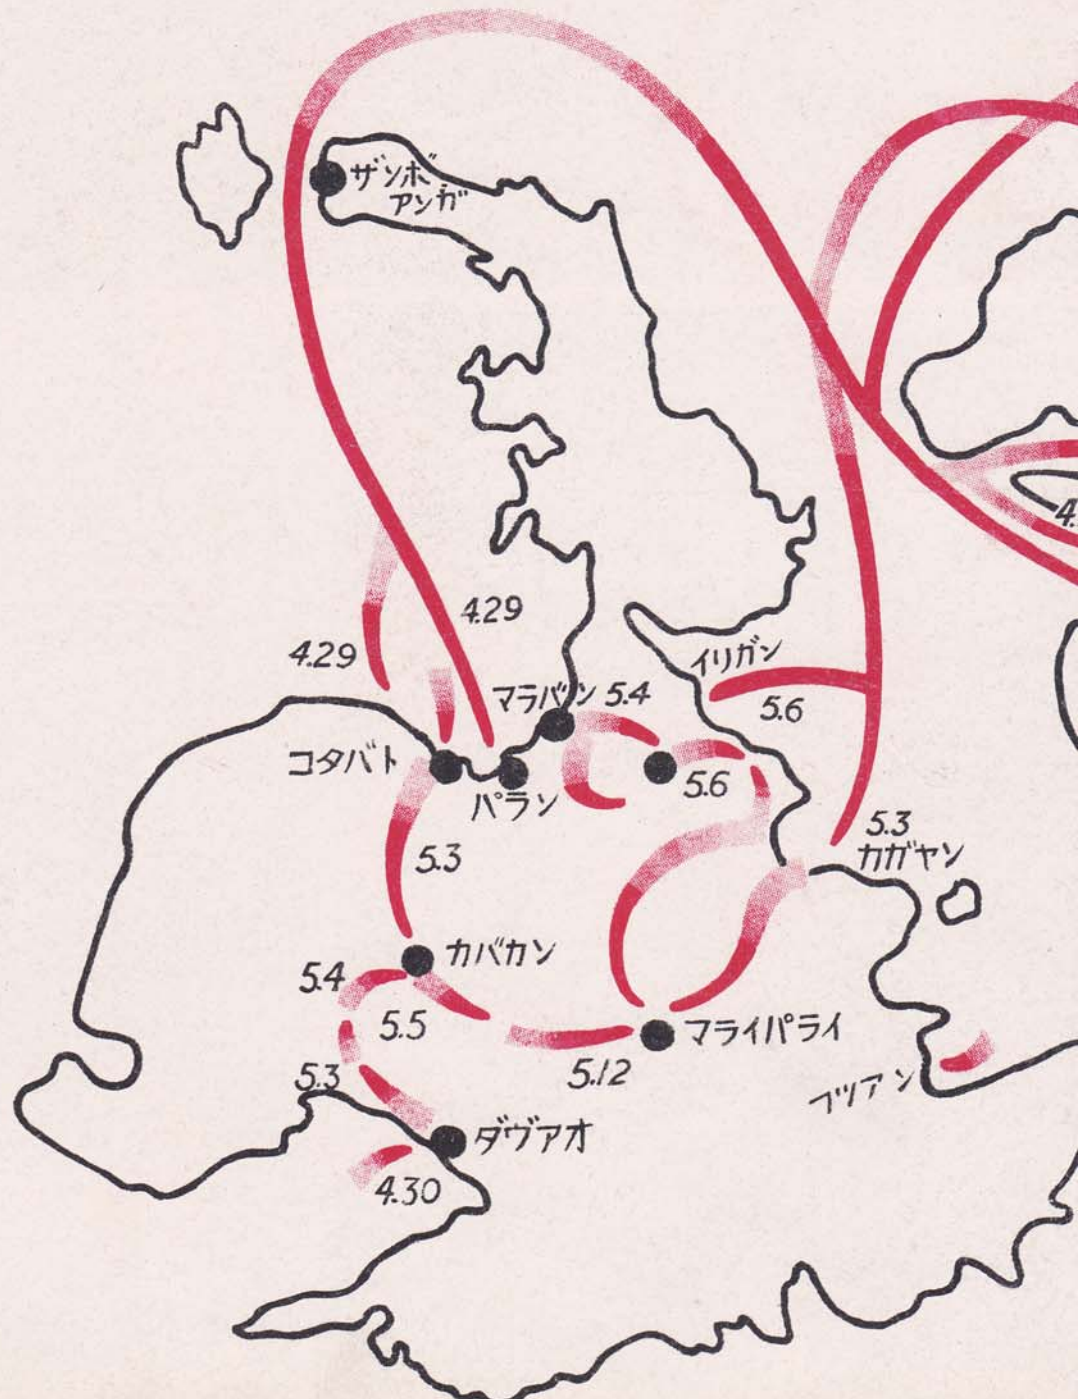 ザンボ
アンガ
4.29
4.29
イリガン
5.6
マラバン 5.4
コタバト
パラン
5.6
5.3
5.3
カガヤン
カバカン
5.4
5.5
マライバライ
5.12
5.3
ブツアン
ダヴアオ
4.30